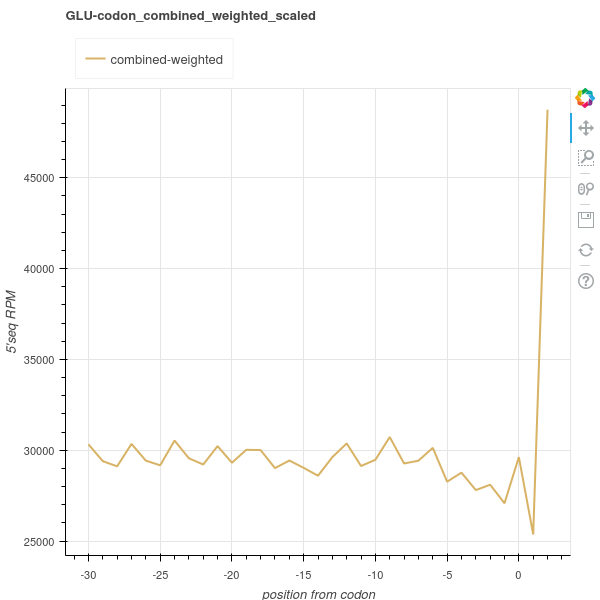 GLU-codon_combined_weighted_scaled
combined-weighted
45000
40000
35000
30000
25000
5'seq RPM
-30 -25 -20 -15 -10 -5 0
position from codon